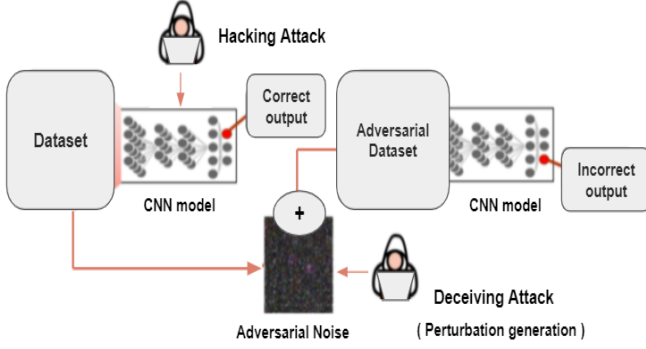 Hacking Attack
Dataset
Correct
output
CNN model
Adversarial
Dataset
CNN model
Incorrect
output
+
Adversarial Noise
Deceiving Attack
( Perturbation generation )